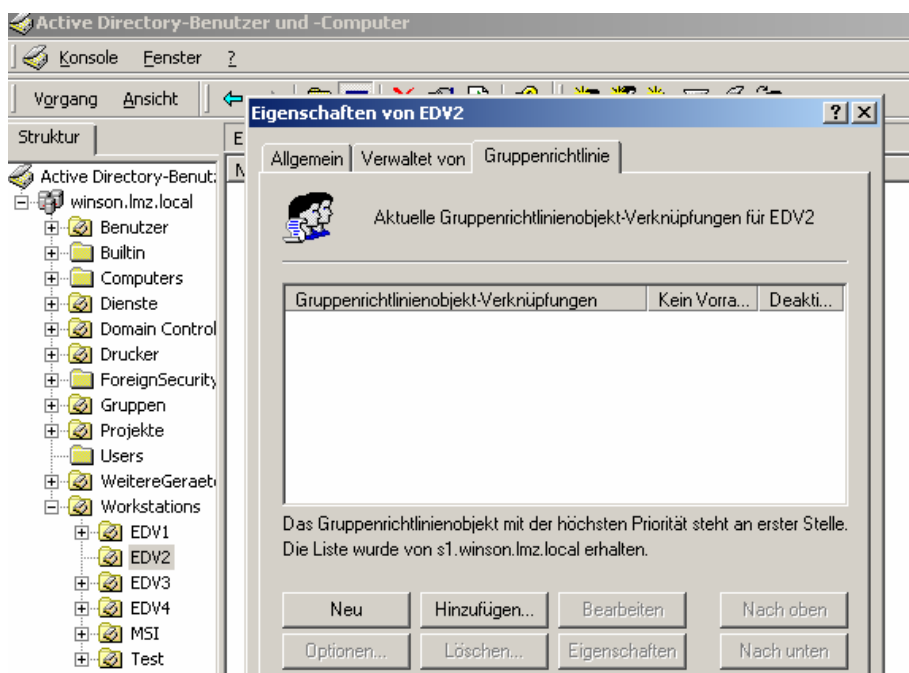 Active Directory-Benutzer und -Computer
Konsole Fenster ?
Vorgang Ansicht
Struktur
E
Active Directory-Benut
N
winson.lmz.local
Benutzer
Builtin
Computers
Dienste
Domain Control
Drucker
ForeignSecurity
Gruppen
Projekte
Users
WeitereGeraet
Workstations
EDV1
EDV2
EDV3
EDV4
MSI
Test
Eigenschaften von EDV2
Allgemein Verwaltet von Gruppenrichtlinie
Aktuelle Gruppenrichtlinienobjekt-Verknüpfungen für EDV2
Gruppenrichtlinienobjekt-Verknüpfungen Kein Vorra... Deakti...
Das Gruppenrichtlinienobjekt mit der höchsten Priorität steht an erster Stelle.
Die Liste wurde von s1.winson.lmz.local erhalten.
Neu Hinzufügen... Bearbeiten Nach oben
Optionen... Löschen... Eigenschaften Nach unten